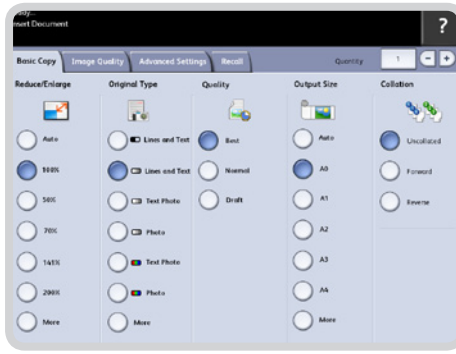 Ready...
nsert Document
?
Basic Copy Image Quality Advanced Settings Recall Quantity 1 - +
Reduce/Enlarge Original Type Quality Output Size Collation
Auto Lines and Text Best Auto Uncollated
100% Lines and Text Normal A0 Forward
50% Text Photo Draft A1 Reverse
70% Photo A2
141% Text Photo A3
200% Photo A4
More More More